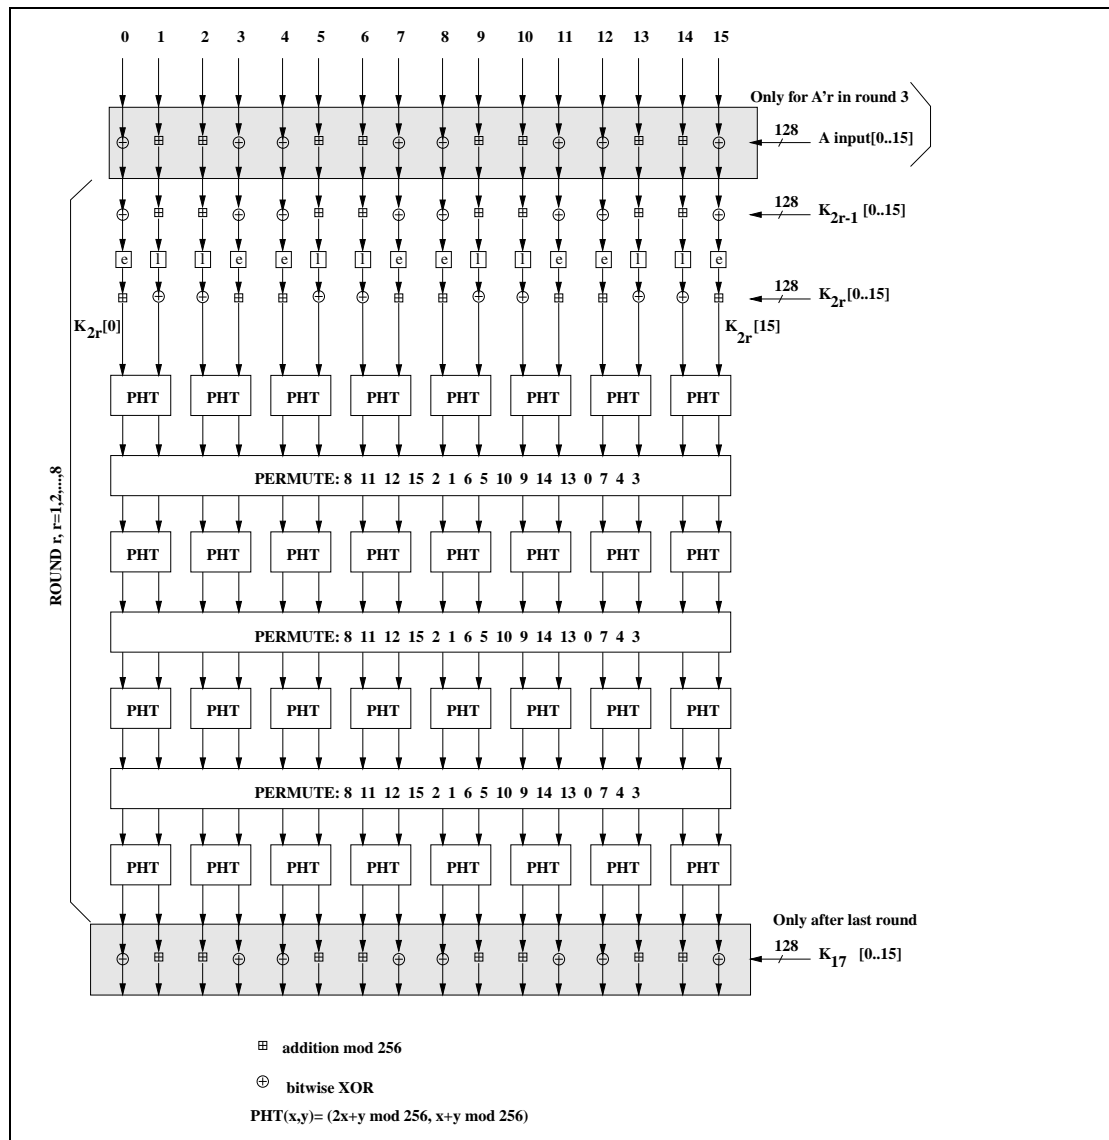 0 1 2 3 4 5 6 7 8 9 10 11 12 13 14 15
Only for A'r in round 3
128
A input[0..15]
128
K2r-1 [0..15]
e l l e e l l e e l l e e l l e
128
K2r [0..15]
K2r[0]
K2r[15]
PHT PHT PHT PHT PHT PHT PHT PHT
PERMUTE: 8 11 12 15 2 1 6 5 10 9 14 13 0 7 4 3
PHT PHT PHT PHT PHT PHT PHT PHT
ROUND r, r=1,2,...,8
PERMUTE: 8 11 12 15 2 1 6 5 10 9 14 13 0 7 4 3
PHT PHT PHT PHT PHT PHT PHT PHT
PERMUTE: 8 11 12 15 2 1 6 5 10 9 14 13 0 7 4 3
PHT PHT PHT PHT PHT PHT PHT PHT
Only after last round
128
K17 [0..15]
addition mod 256
bitwise XOR
PHT(x,y)= (2x+y mod 256, x+y mod 256)